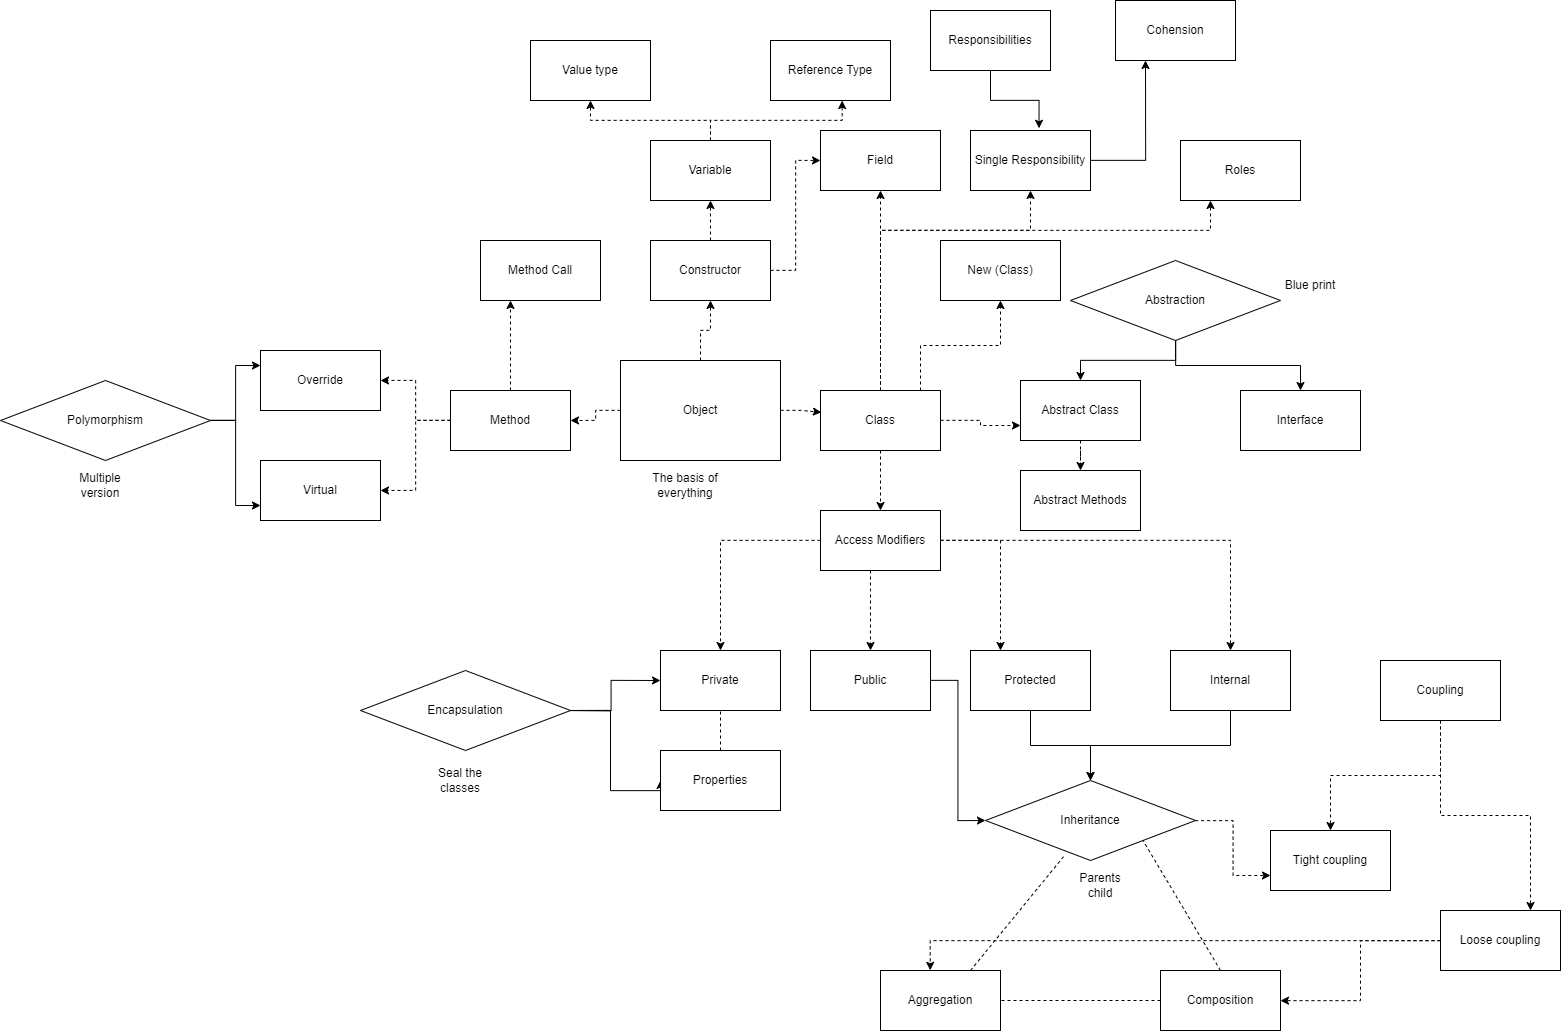 Cohension
Responsibilities
Value type
Reference Type
Field
Single Responsibility
Variable
Roles
Method Call
Constructor
New (Class)
Abstraction
Blue print
Override
Polymorphism
Method
Object
Class
Abstract Class
Interface
Multiple
version
Virtual
The basis of
everything
Abstract Methods
Access Modifiers
Private
Public
Protected
Internal
Coupling
Encapsulation
Seal the
classes
Properties
Inheritance
Parents
child
Tight coupling
Loose coupling
Aggregation
Composition